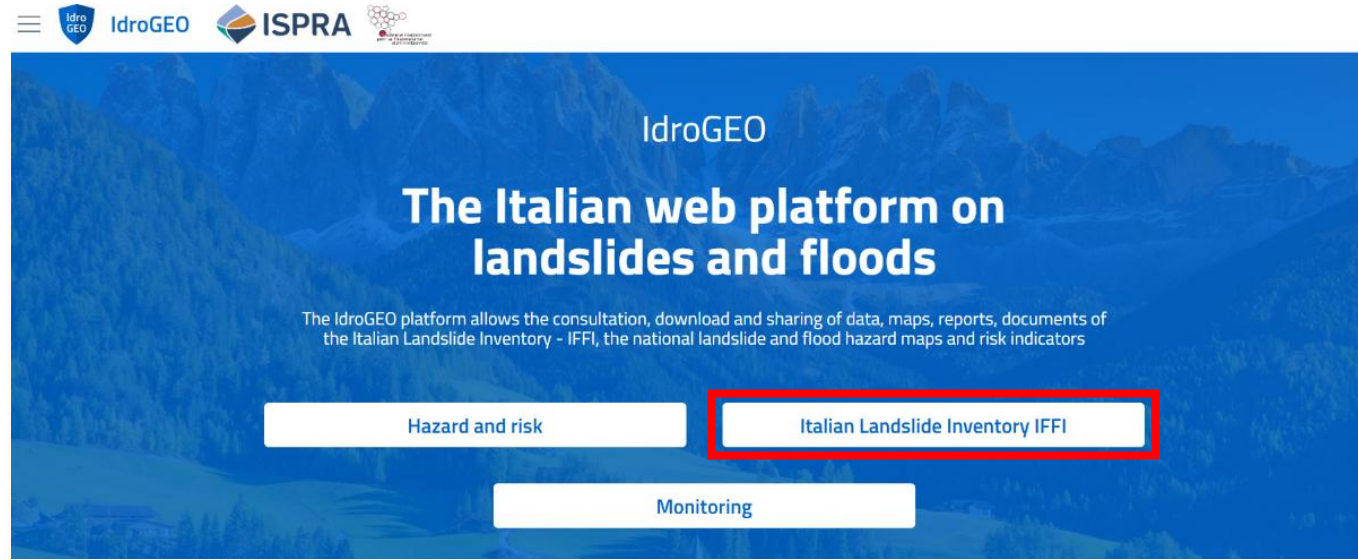 Idro
GEO
IdroGEO
ISPRA
IdroGEO
The Italian web platform on
landslides and floods
The IdroGEO platform allows the consultation, download and sharing of data, maps, reports, documents of
the Italian Landslide Inventory - IFFI, the national landslide and flood hazard maps and risk indicators
Hazard and risk
Italian Landslide Inventory IFFI
Monitoring